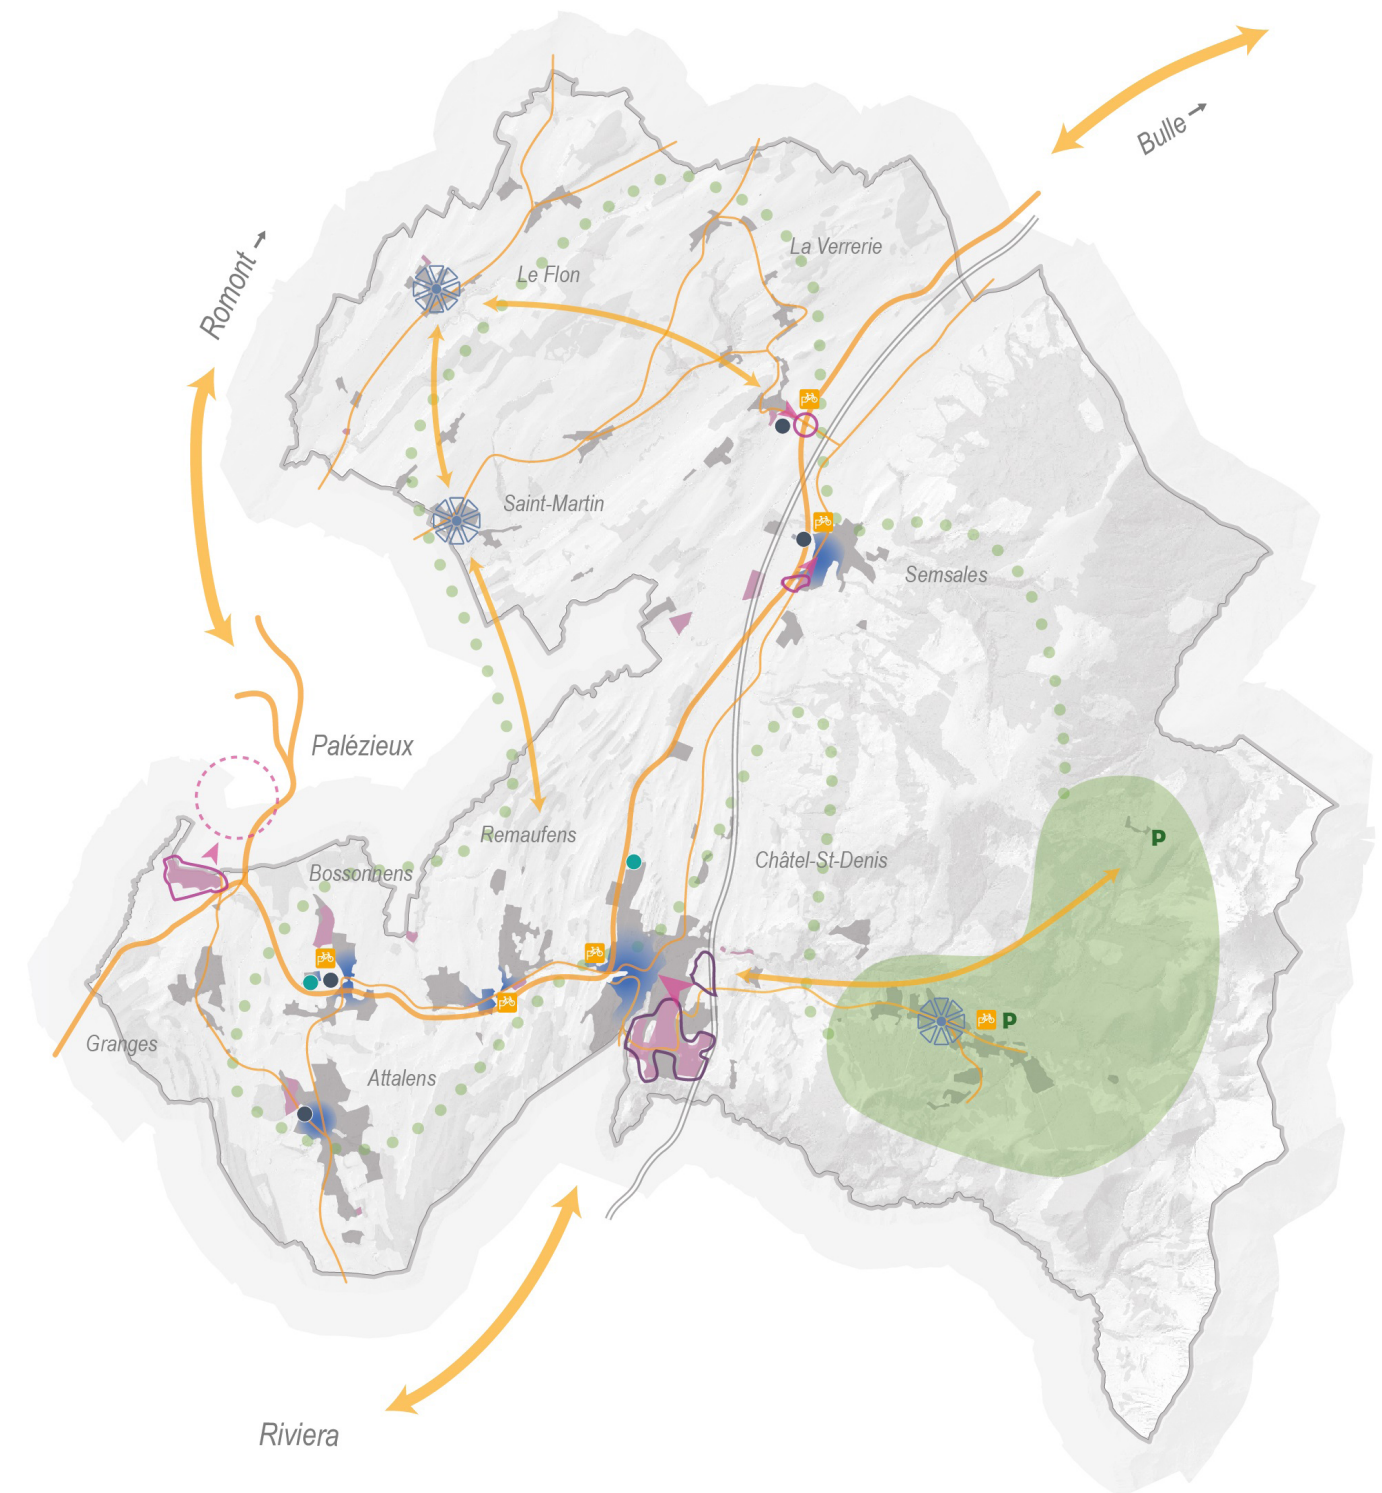 Bulle
Romont
La Verrerie
Le Flon
Saint-Martin
Semsales
Palézieux
Remaufens
P
Châtel-St-Denis
Bossonnens
P
Granges
Attalens
Riviera